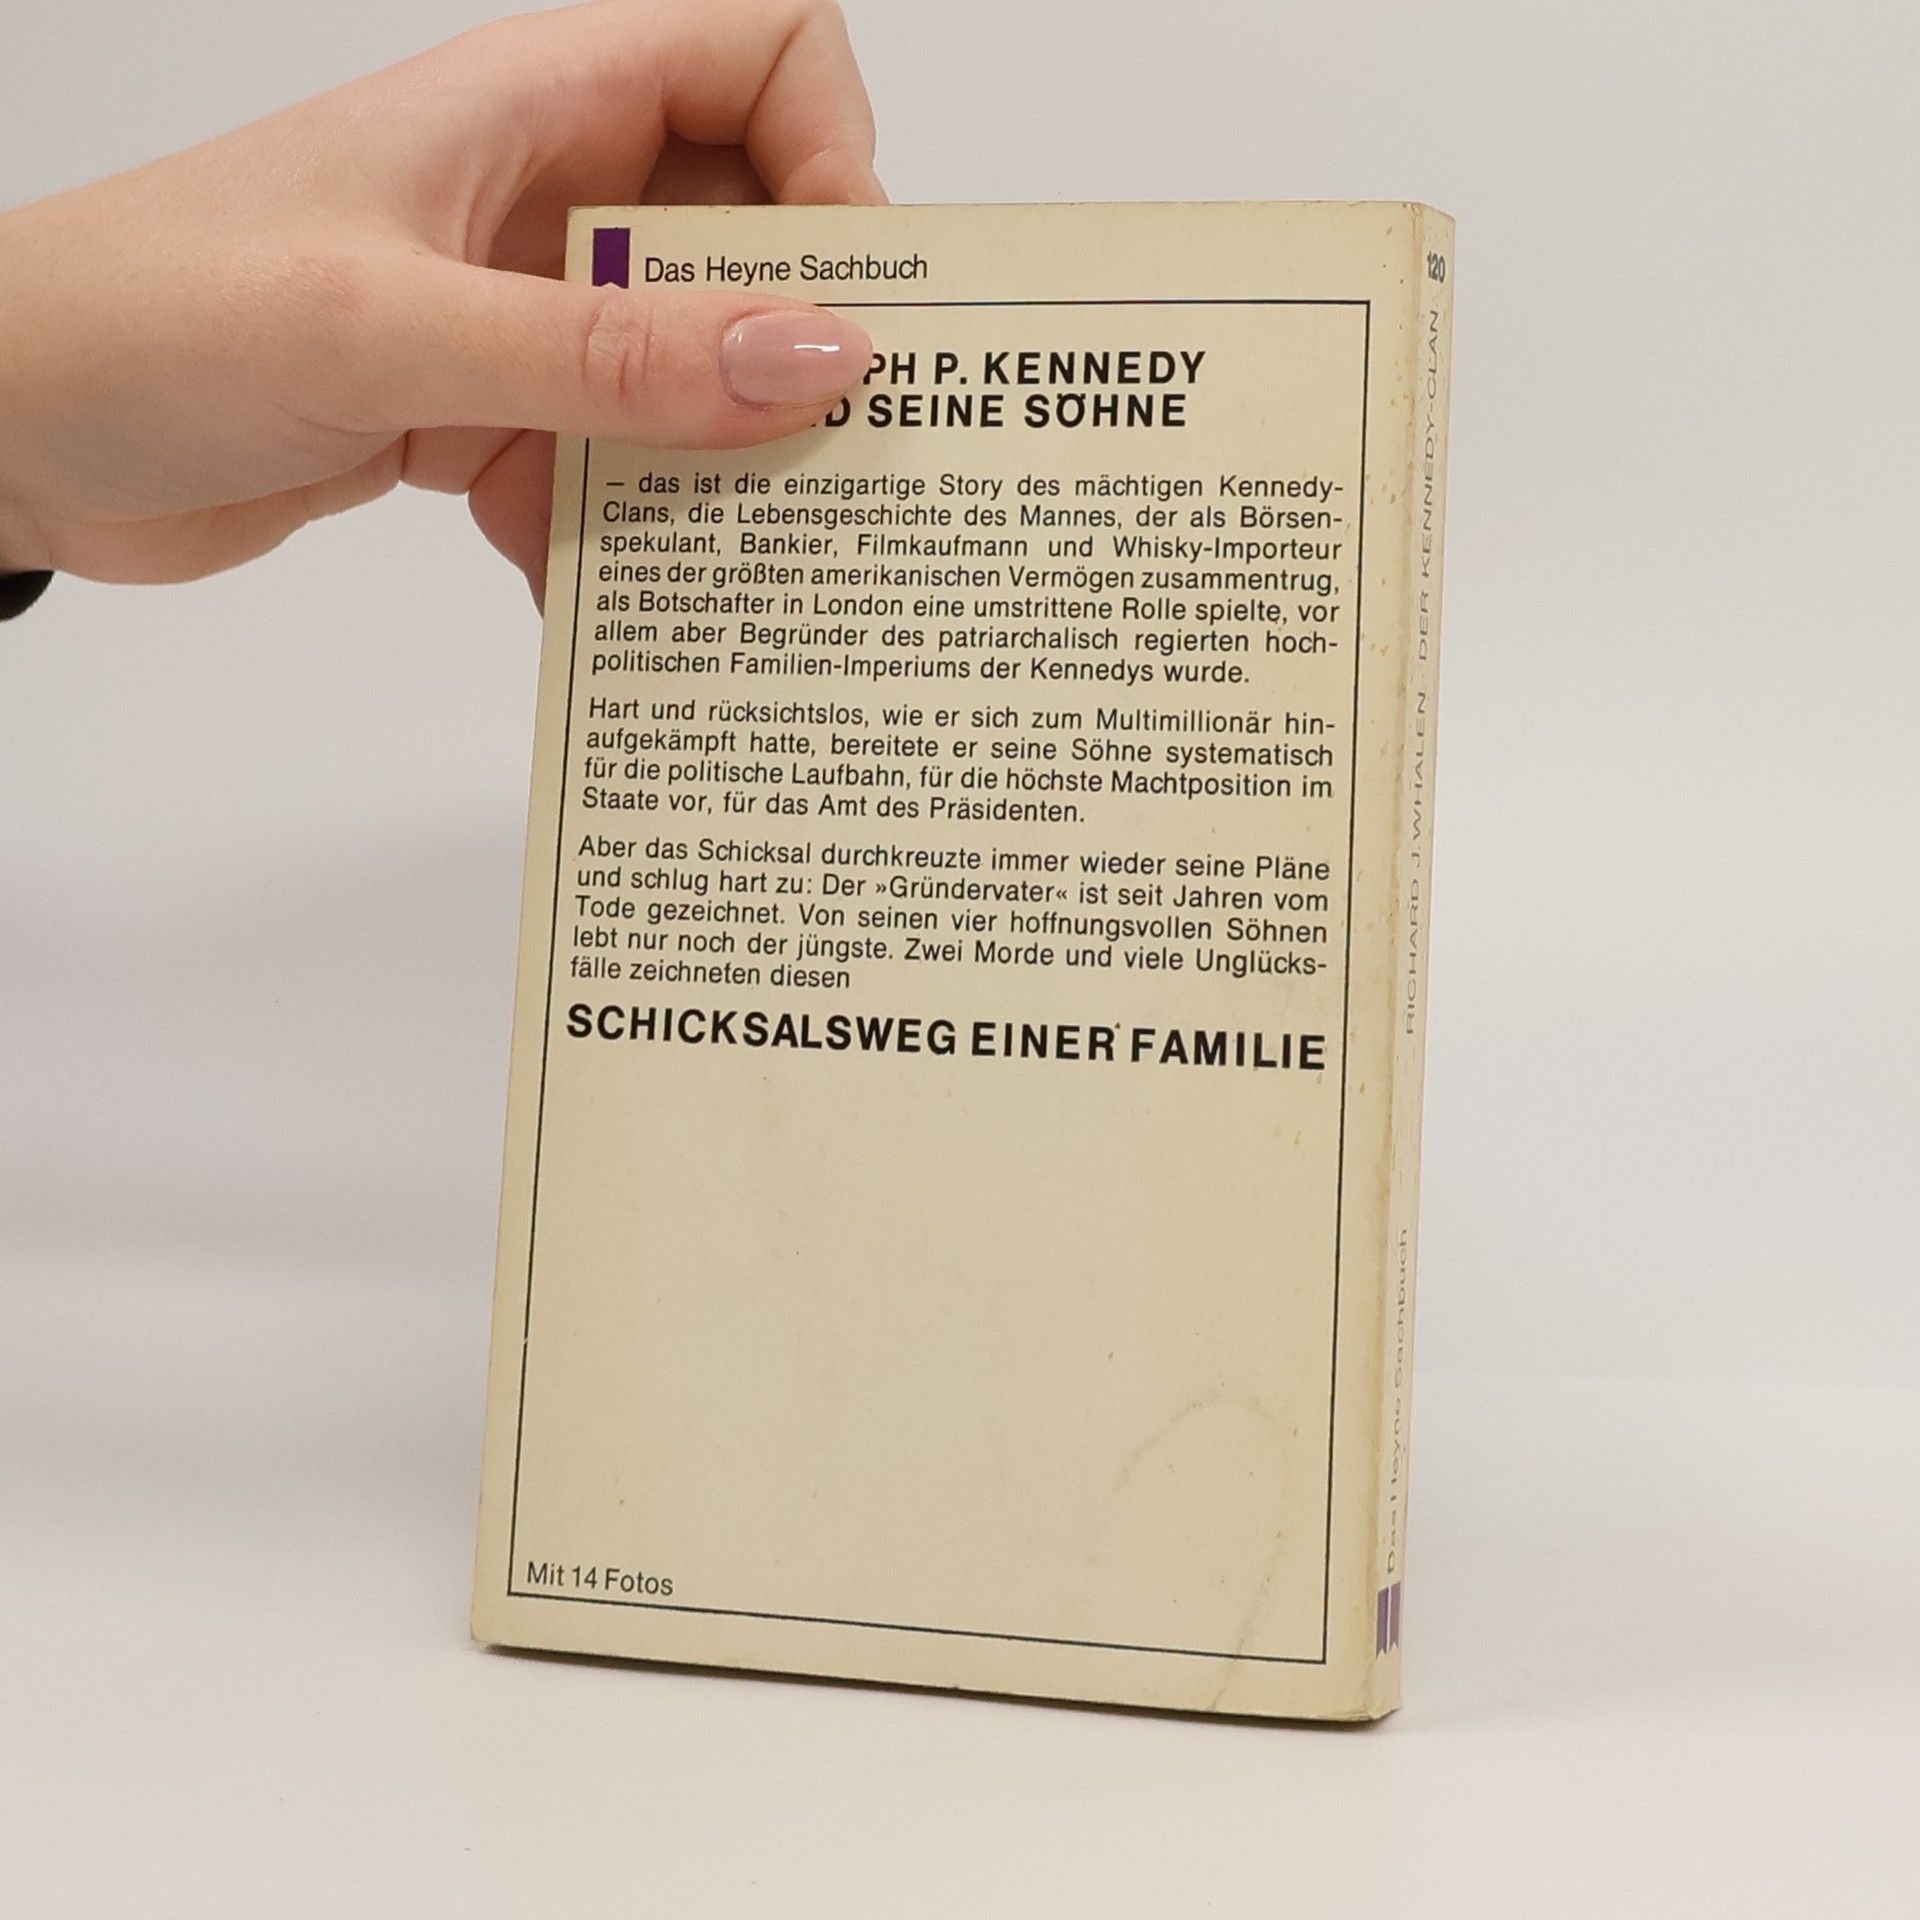 Das Heyne Sachbuch
P. KENNEDY
SEINE SÖHNE
– das ist die einzigartige Story des mächtigen Kennedy-
Clans, die Lebensgeschichte des Mannes, der als Börsen-
spekulant, Bankier, Filmkaufmann und Whisky-Importeur
eines der größten amerikanischen Vermögen zusammentrug,
als Botschafter in London eine umstrittene Rolle spielte, vor
allem aber Begründer des patriarchalisch regierten hoch-
politischen Familien-Imperiums der Kennedys wurde.
Hart und rücksichtslos, wie er sich zum Multimillionär hin-
aufgekämpft hatte, bereitete er seine Söhne systematisch
für die politische Laufbahn, für die höchste Machtposition im
Staate vor, für das Amt des Präsidenten.
Aber das Schicksal durchkreuzte immer wieder seine Pläne
und schlug hart zu: Der »Gründervater« ist seit Jahren vom
Tode gezeichnet. Von seinen vier hoffnungsvollen Söhnen
lebt nur noch der jüngste. Zwei Morde und viele Unglücks-
fälle zeichneten diesen
SCHICKSALSWEG EINER FAMILIE
Mit 14 Fotos
120
RICHARD J. WHALEN · DER KENNEDY-CLAN
Das Heyne Sachbuch